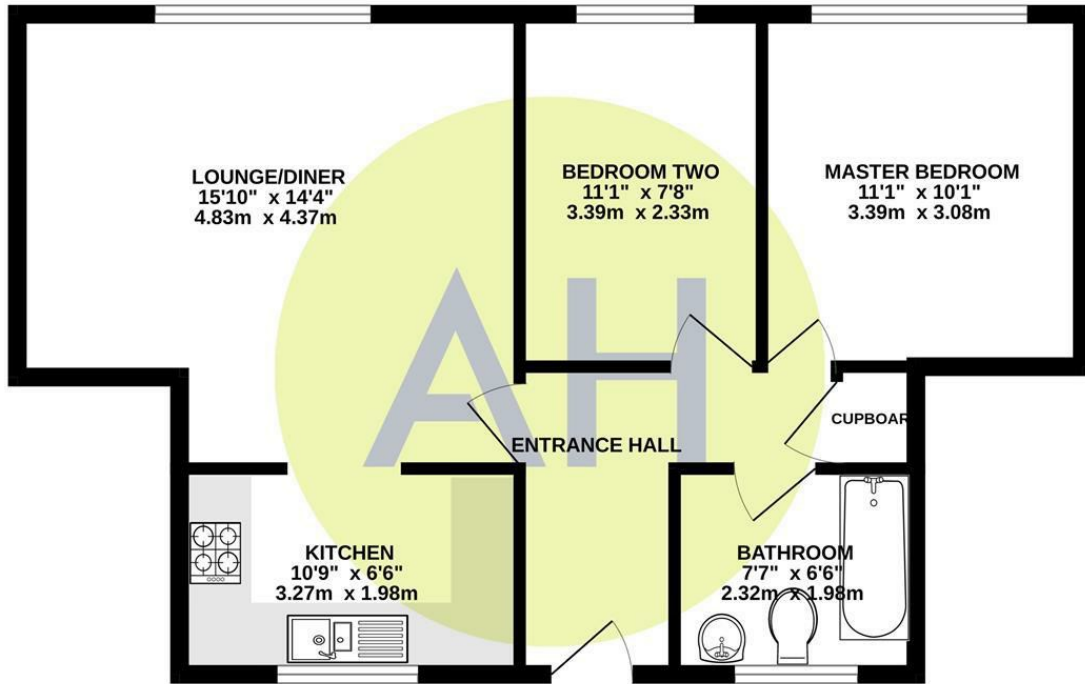 LOUNGE/DINER
15'10" x 14'4"
4.83m x 4.37m
BEDROOM TWO
11'1" x 7'8"
3.39m x 2.33m
MASTER BEDROOM
11'1" x 10'1"
3.39m x 3.08m
AH
CUPBOAR
ENTRANCE HALL
KITCHEN
10'9" x 6'6"
3.27m x 1.98m
BATHROOM
7'7" x 6'6"
2.32m x 1.98m